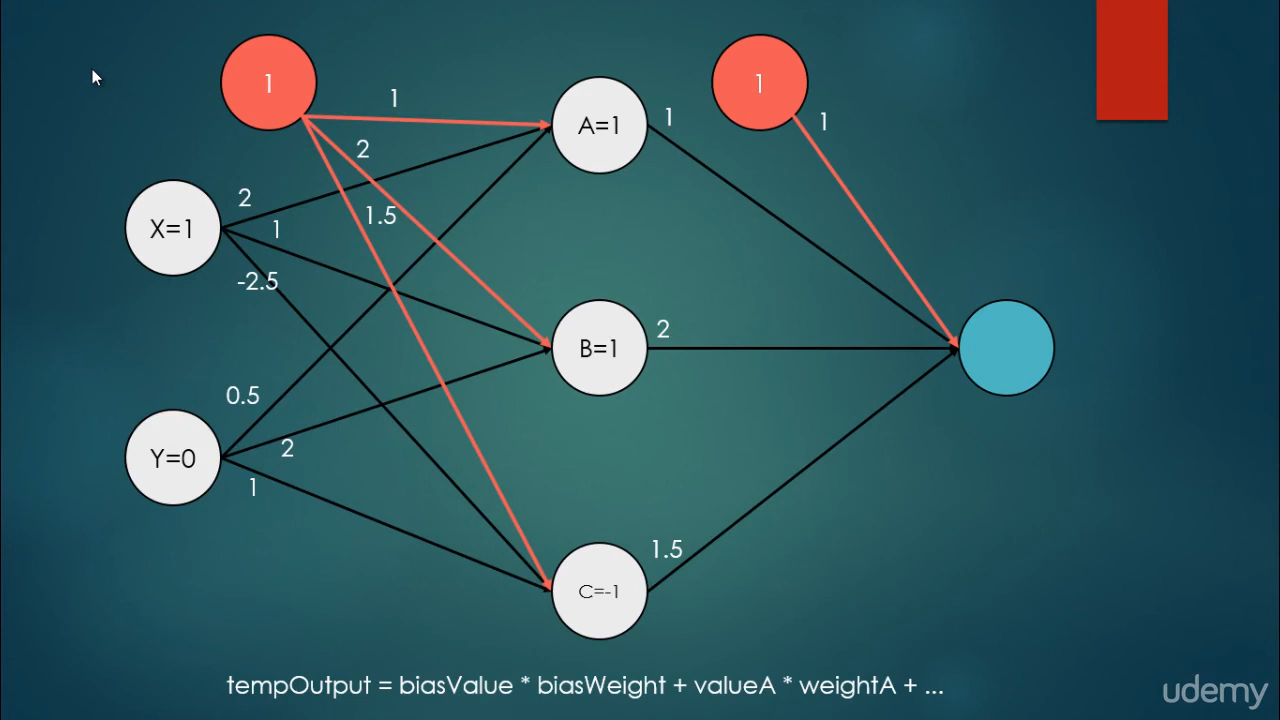 1
1
1
A=1
1
1
2
2
X=1
1
1.5
-2.5
B=1
2
0.5
Y=0
2
1
1.5
C=-1
tempOutput = biasValue * biasWeight + valueA * weightA + ...
udemy